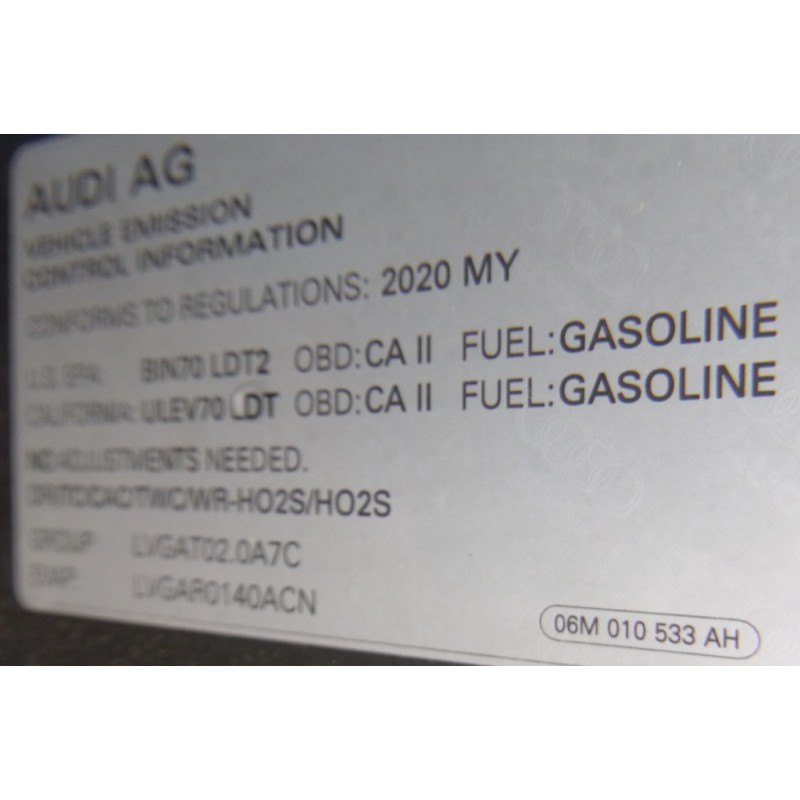 AUDI AG
VEHICLE EMISSION
CONTROL INFORMATION
CONFORMS TO REGULATIONS: 2020 MY
U.S. EPA: BIN70 LDT2 OBD:CA II FUEL:GASOLINE
CALIFORNIA: ULEV70 LDT OBD:CA II FUEL:GASOLINE
NO ADJUSTMENTS NEEDED.
DFI/TC/CAC/TWC/WR-HO2S/HO2S
GROUP LVGAT02.0A7C
EVAP LVGAR0140ACN
06M 010 533 AH